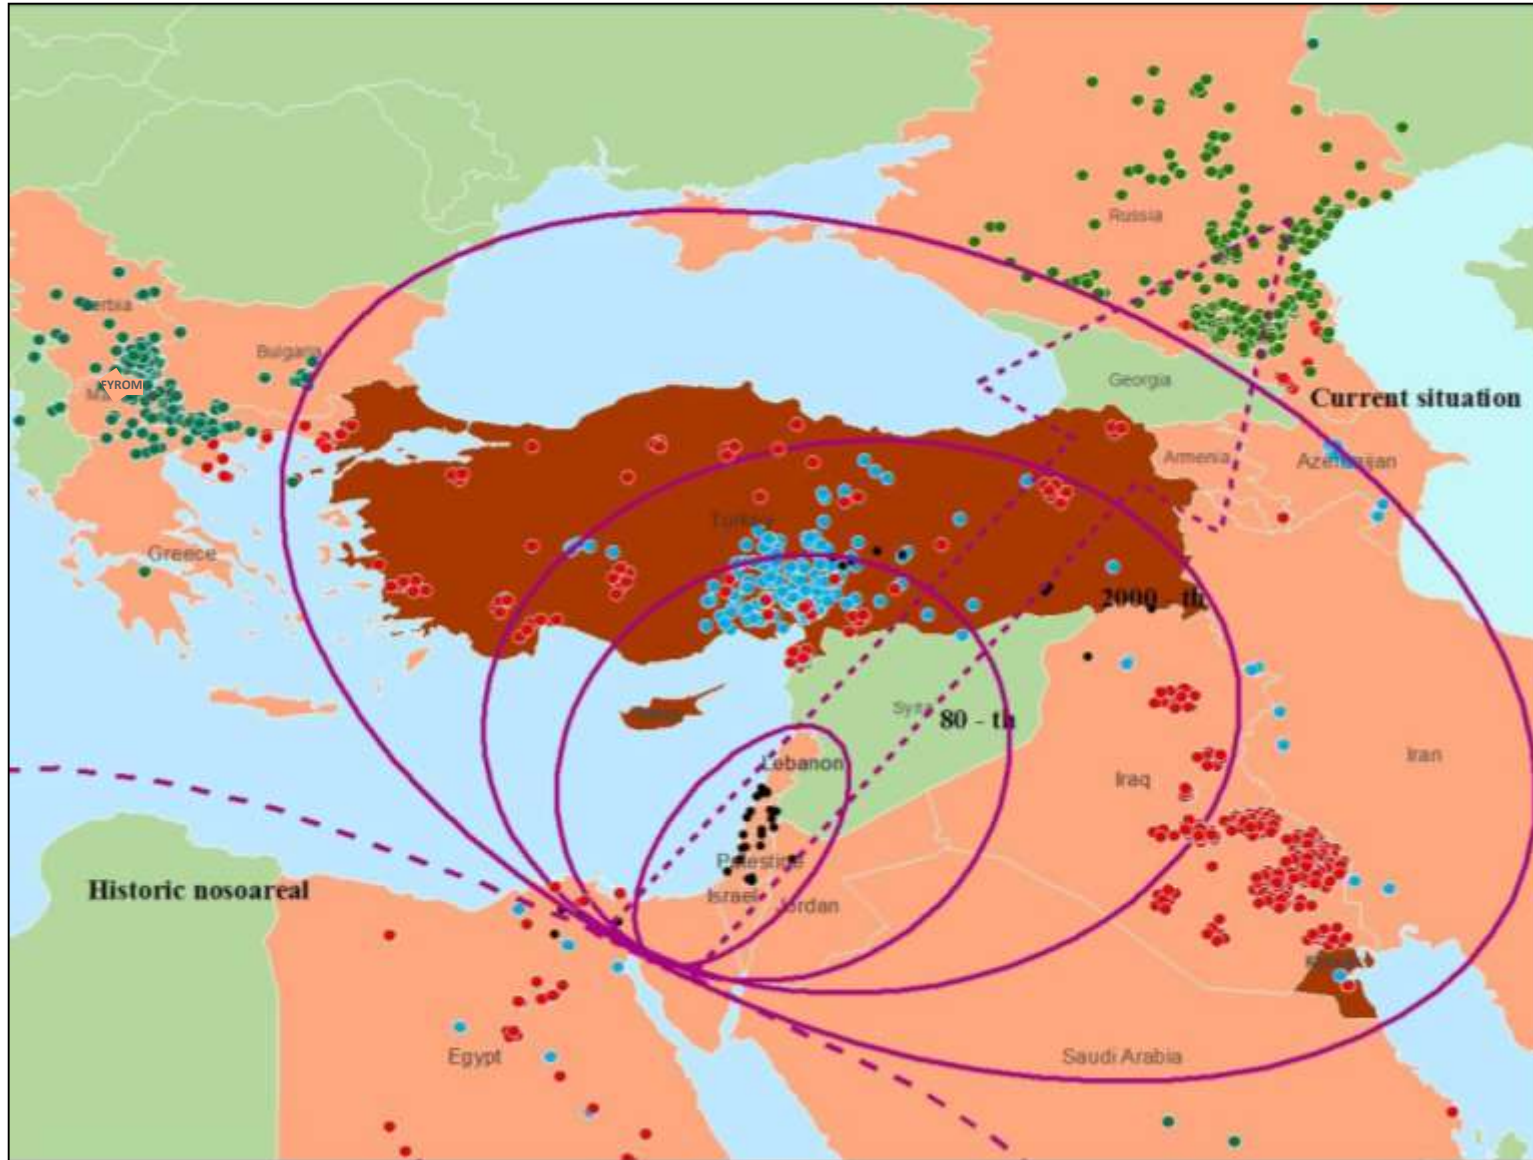 Russia
Serbia
Bulgaria
FYROM
Georgia
Current situation
Armenia
Azerbaijan
Turkey
Greece
2000 - th
Syria
80 - th
Lebanon
Iraq
Iran
Palestine
Historic nosoareal
Israel
Jordan
Egypt
Saudi Arabia